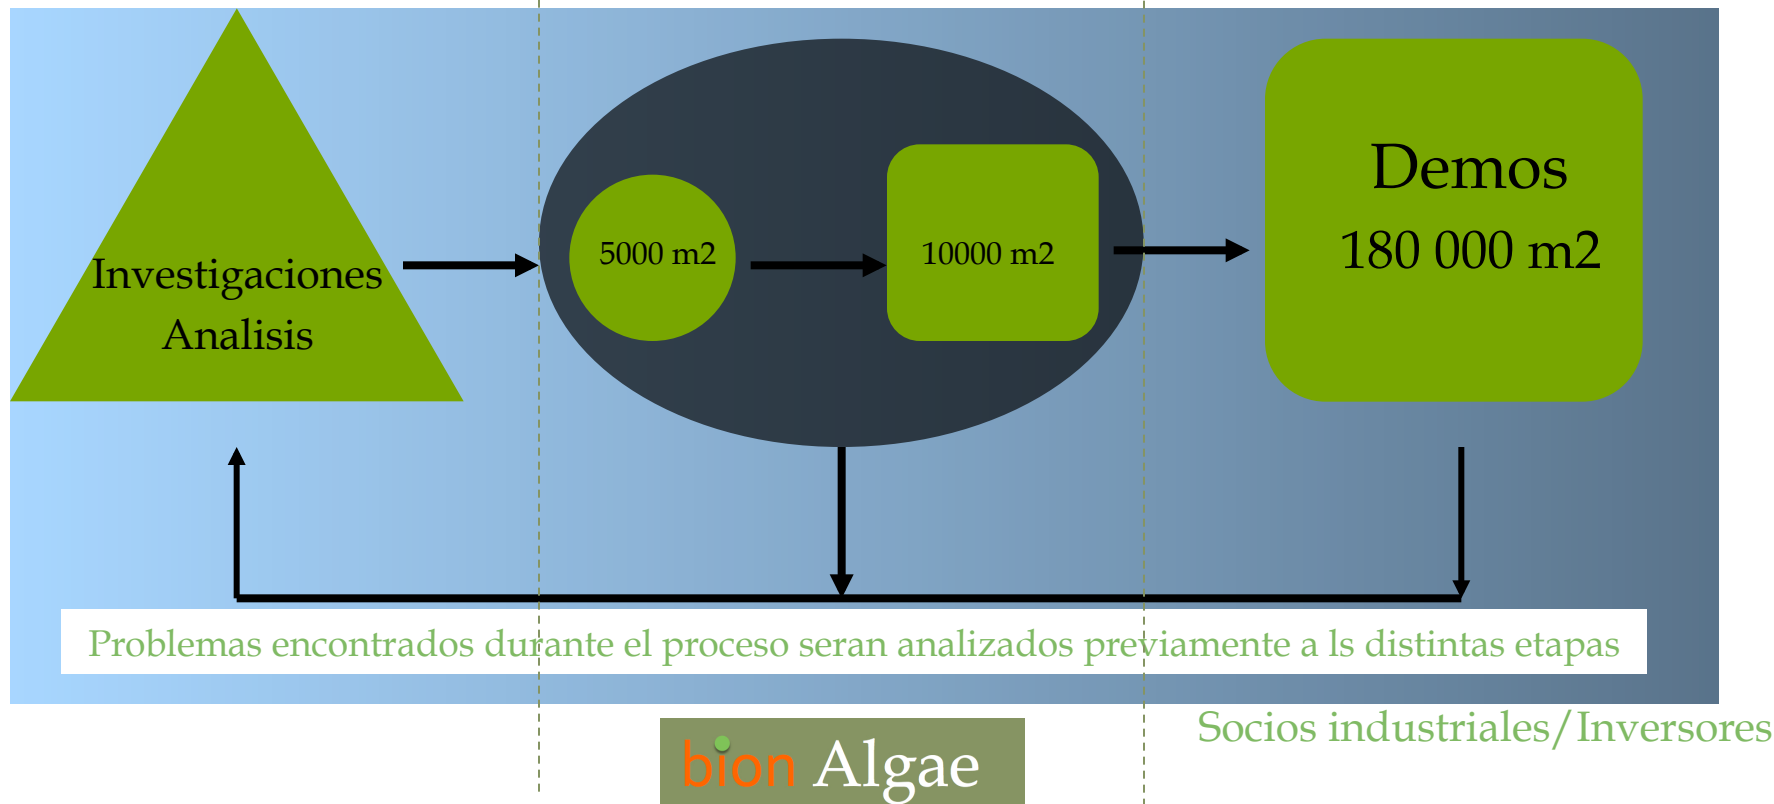 Investigaciones
Analisis
5000 m2
10000 m2
Demos
180 000 m2
Problemas encontrados durante el proceso seran analizados previamente a ls distintas etapas
Socios industriales/Inversores
bion Algae